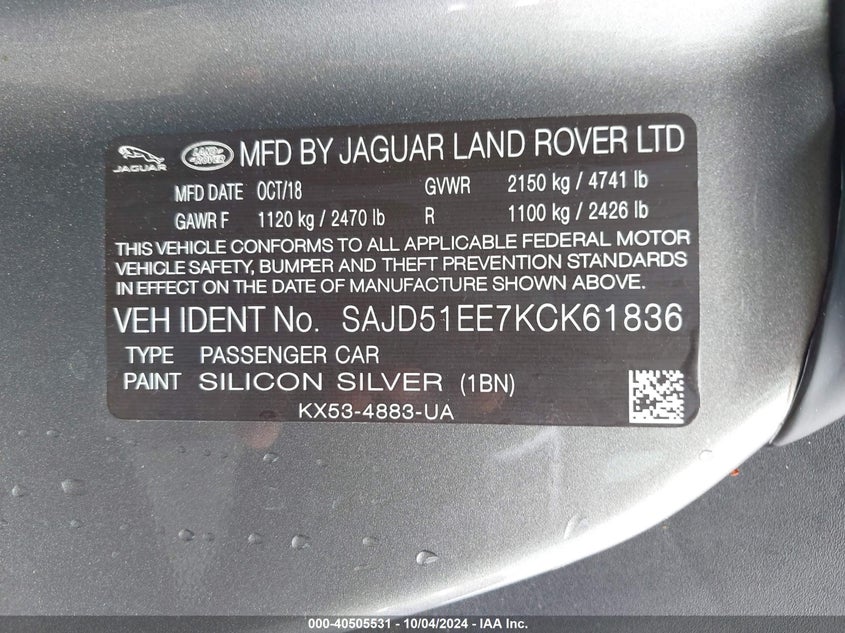 JAGUAR LAND ROVER MFD BY JAGUAR LAND ROVER LTD
MFD DATE OCT/18 GVWR 2150 kg / 4741 lb
GAWR F 1120 kg / 2470 lb R 1100 kg / 2426 lb
THIS VEHICLE CONFORMS TO ALL APPLICABLE FEDERAL MOTOR
VEHICLE SAFETY, BUMPER AND THEFT PREVENTION STANDARDS
IN EFFECT ON THE DATE OF MANUFACTURE SHOWN ABOVE.
VEH IDENT No. SAJD51EE7KCK61836
TYPE PASSENGER CAR
PAINT SILICON SILVER (1BN)
KX53-4883-UA
000-40505531 - 10/04/2024 - IAA Inc.